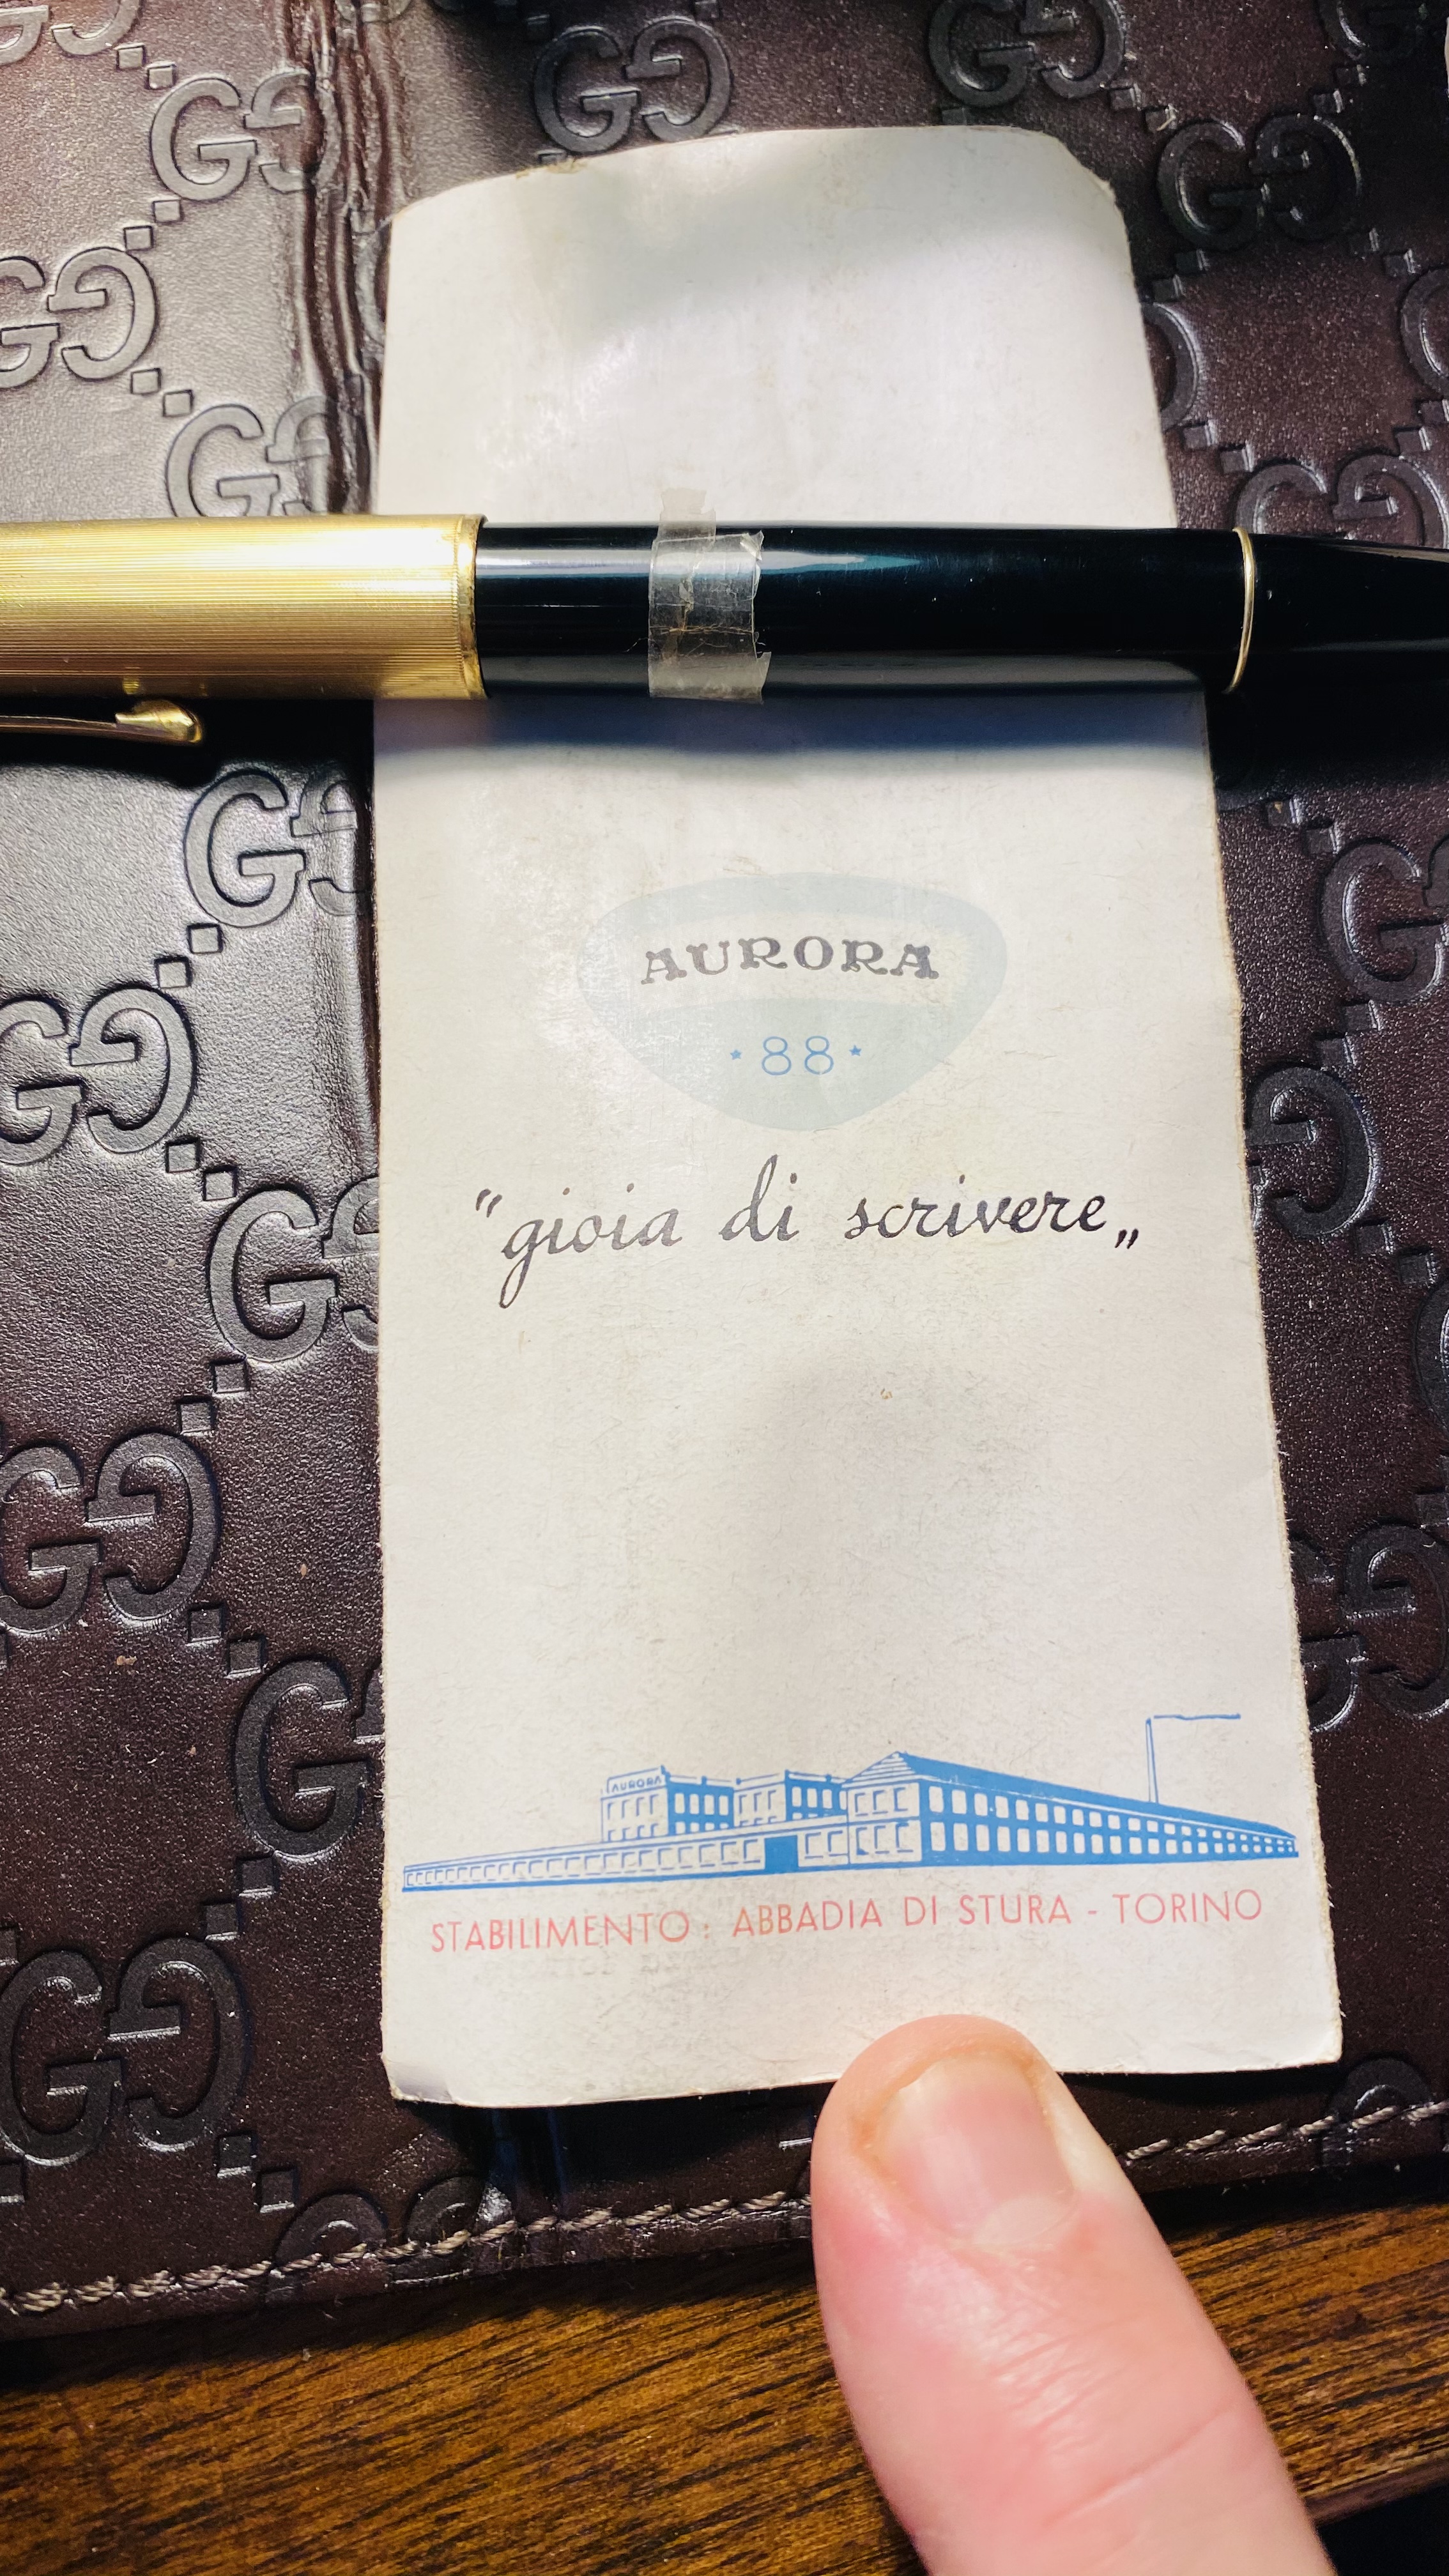 AURORA
★ 88 ★
"gioia di scrivere„
AURORA
STABILIMENTO: ABBADIA DI STURA - TORINO